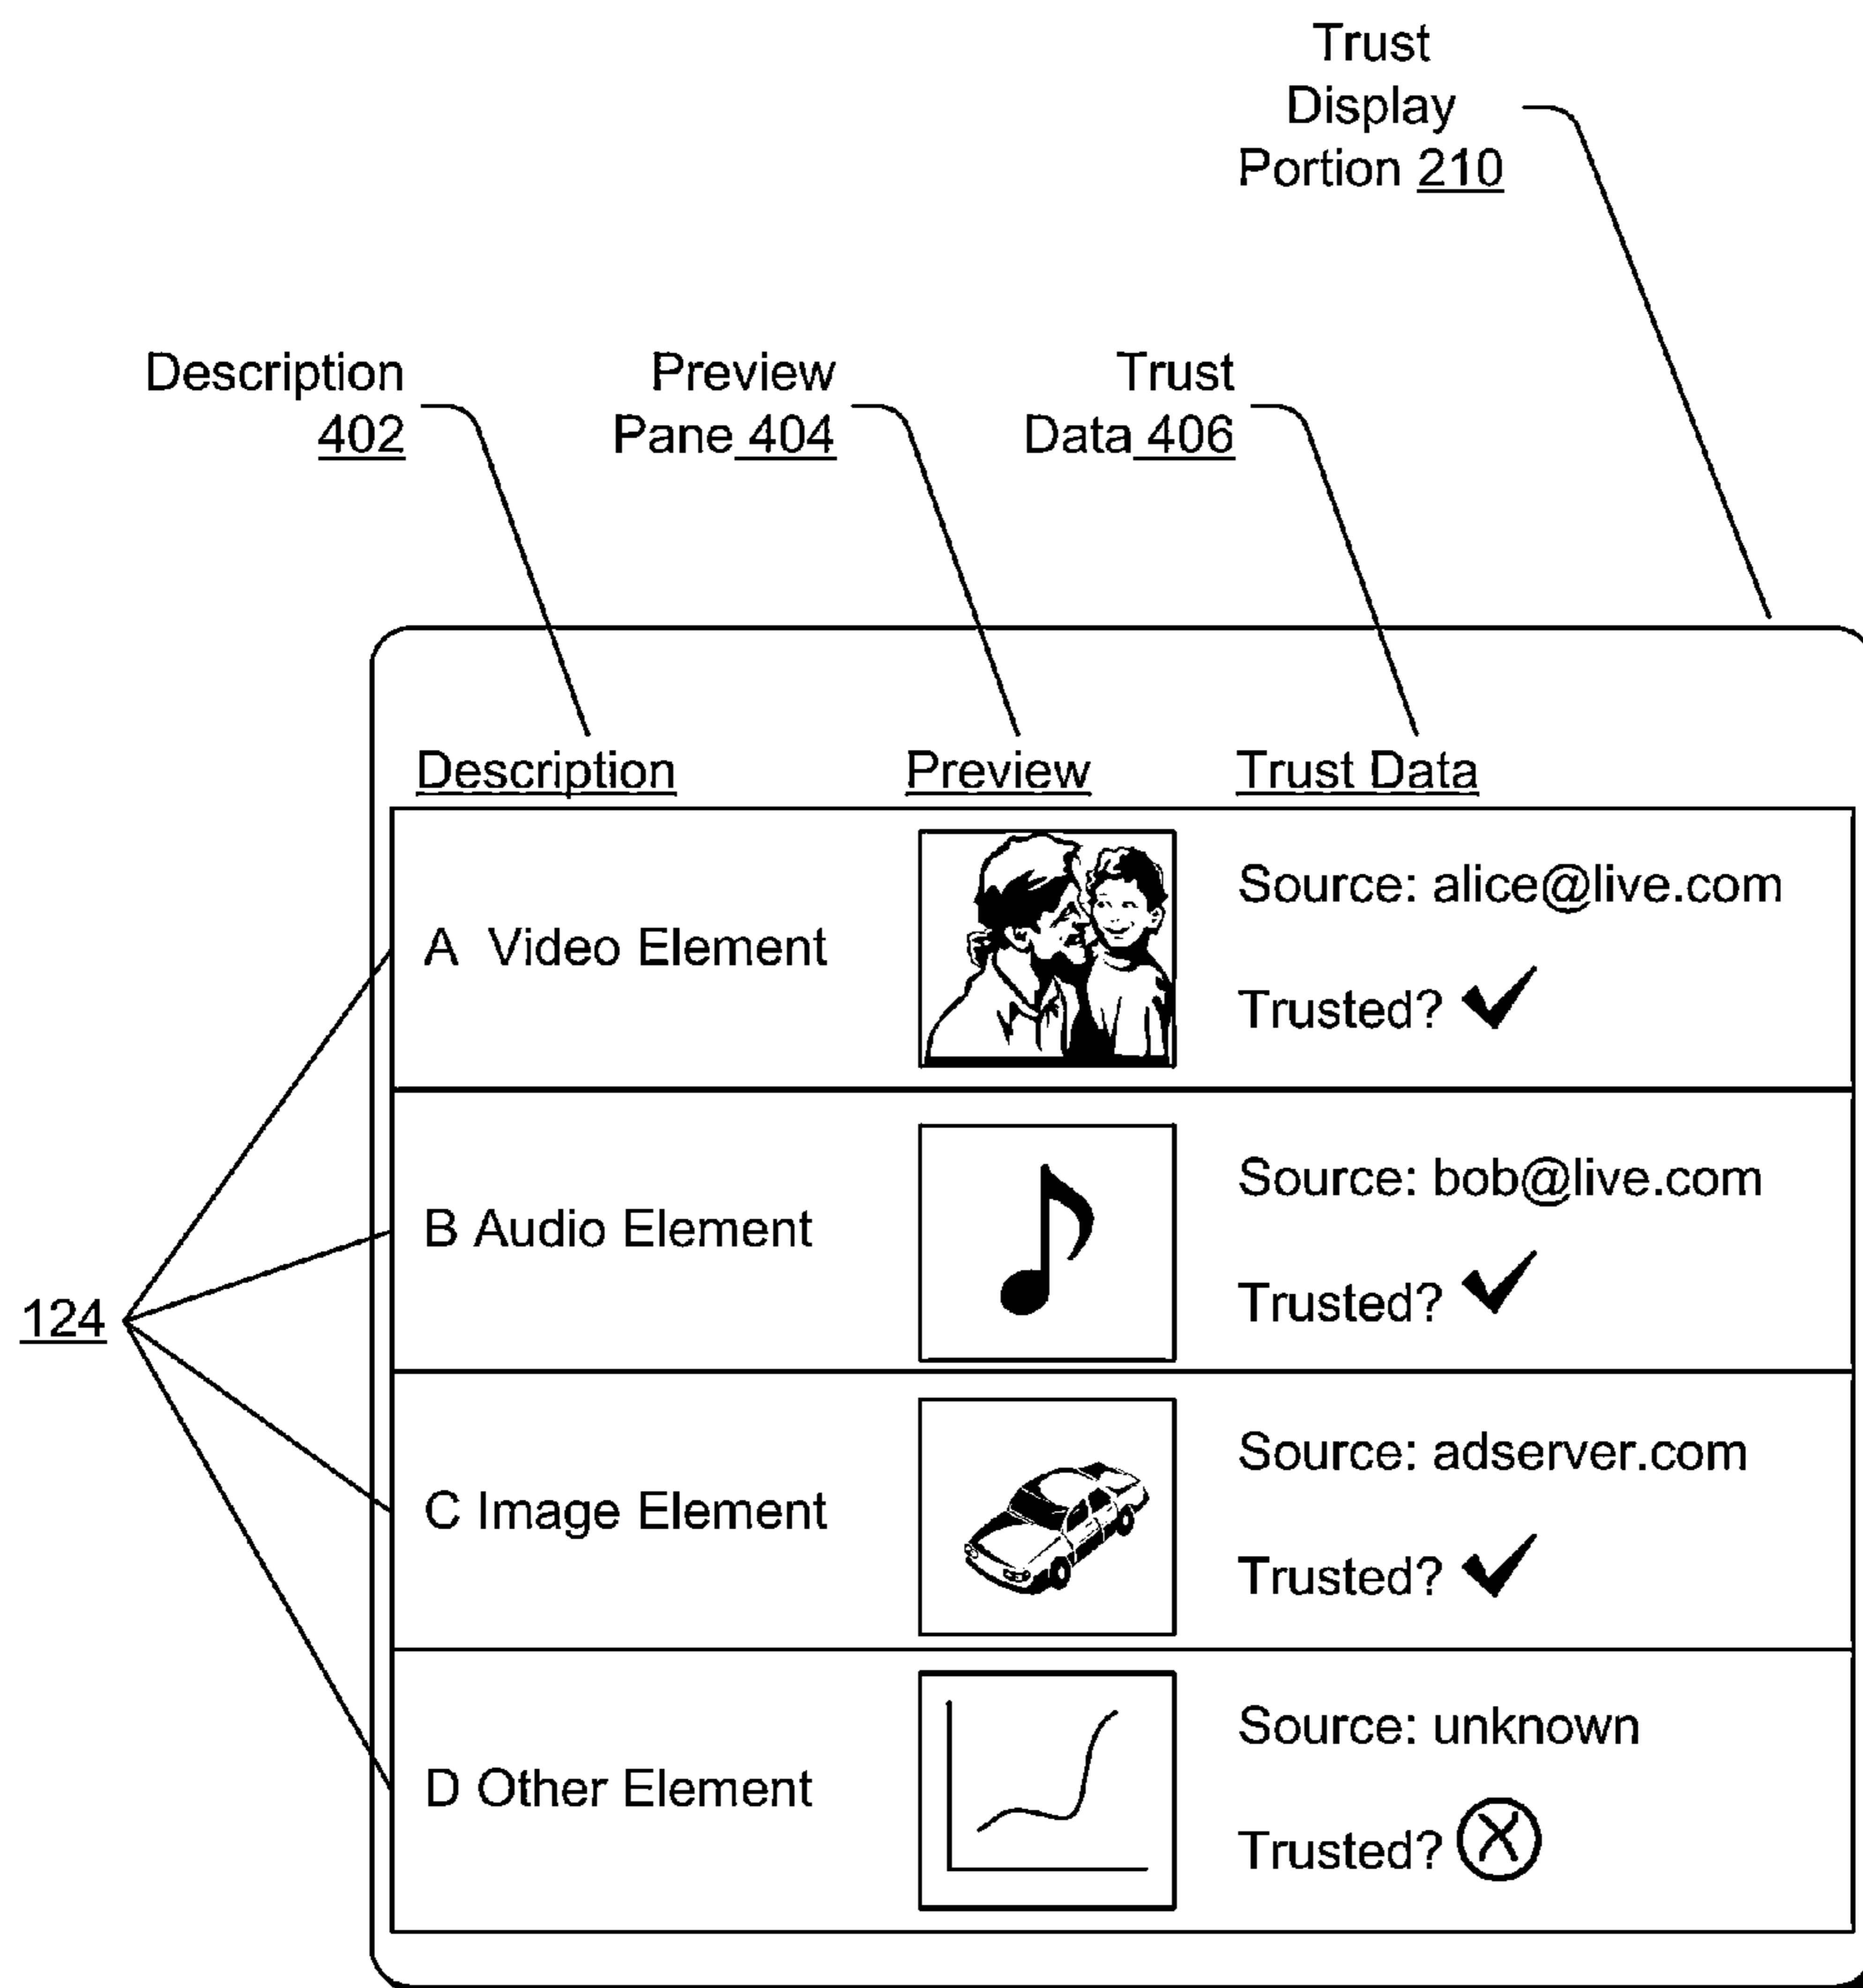 Trust
Display
Portion 210
Description
402
Preview
Pane 404
Trust
Data 406
Description Preview Trust Data
A Video Element
Source: alice@live.com
Trusted?
B Audio Element
Source: bob@live.com
Trusted?
124
C Image Element
Source: adserver.com
Trusted?
D Other Element
Source: unknown
Trusted?